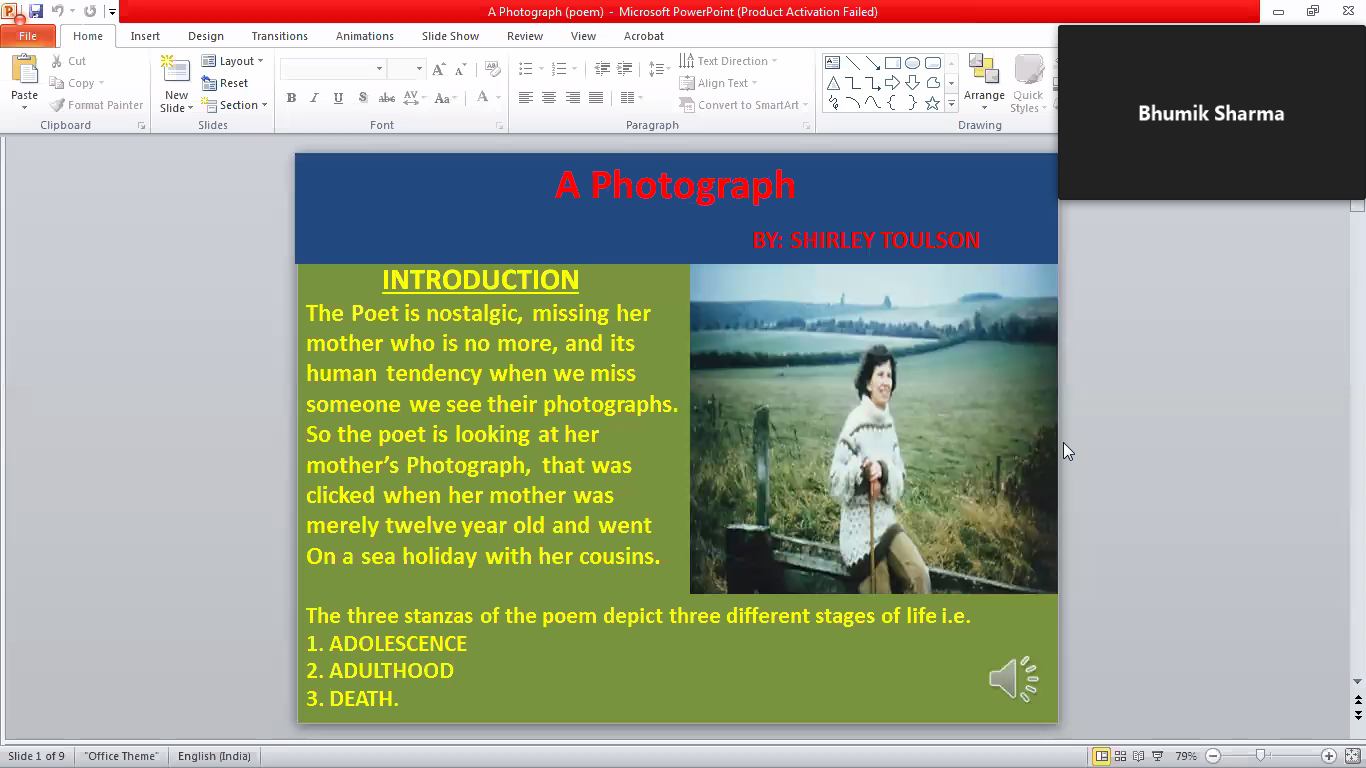 A Photograph (poem) - Microsoft PowerPoint (Product Activation Failed)
File Home Insert Design Transitions Animations Slide Show Review View Acrobat
Paste
Cut
Copy
Format Painter
Clipboard
New Slide
Layout
Reset
Section
Slides
B I U S abc AV Aa A
Font
Text Direction
Align Text
Convert to SmartArt
Paragraph
Arrange
Quick Styles
Drawing
Bhumik Sharma
A Photograph
BY: SHIRLEY TOULSON
INTRODUCTION
The Poet is nostalgic, missing her
mother who is no more, and its
human tendency when we miss
someone we see their photographs.
So the poet is looking at her
mother's Photograph, that was
clicked when her mother was
merely twelve year old and went
On a sea holiday with her cousins.
The three stanzas of the poem depict three different stages of life i.e.
1. ADOLESCENCE
2. ADULTHOOD
3. DEATH.
Slide 1 of 9 "Office Theme" English (India) 79%